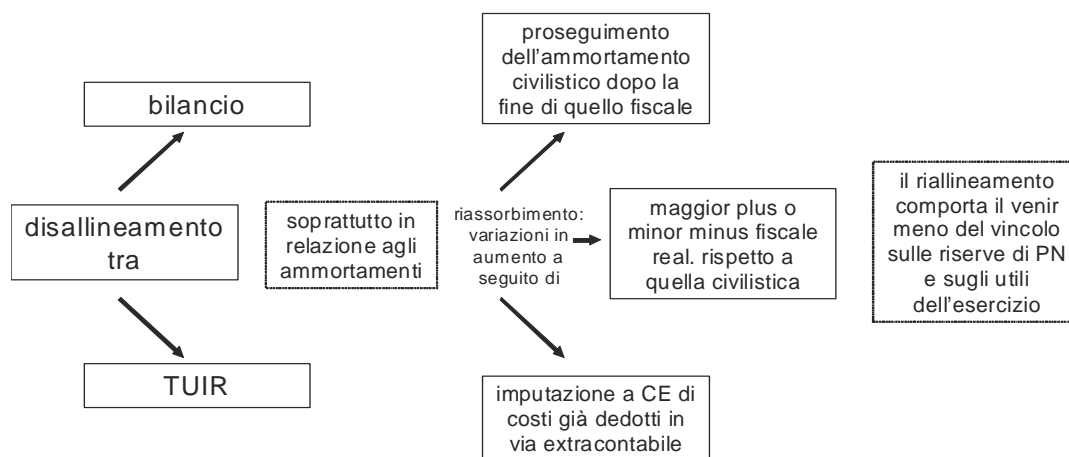 bilancio
disallineamento
tra
TUIR
soprattutto in
relazione agli
ammortamenti
riassorbimento:
variazioni in
aumento a
seguito di
proseguimento
dell'ammortamento
civilistico dopo la
fine di quello fiscale
maggior plus o
minor minus fiscale
real. rispetto a
quella civilistica
imputazione a CE di
costi già dedotti in
via extracontabile
il riallineamento
comporta il venir
meno del vincolo
sulle riserve di PN
e sugli utili
dell'esercizio